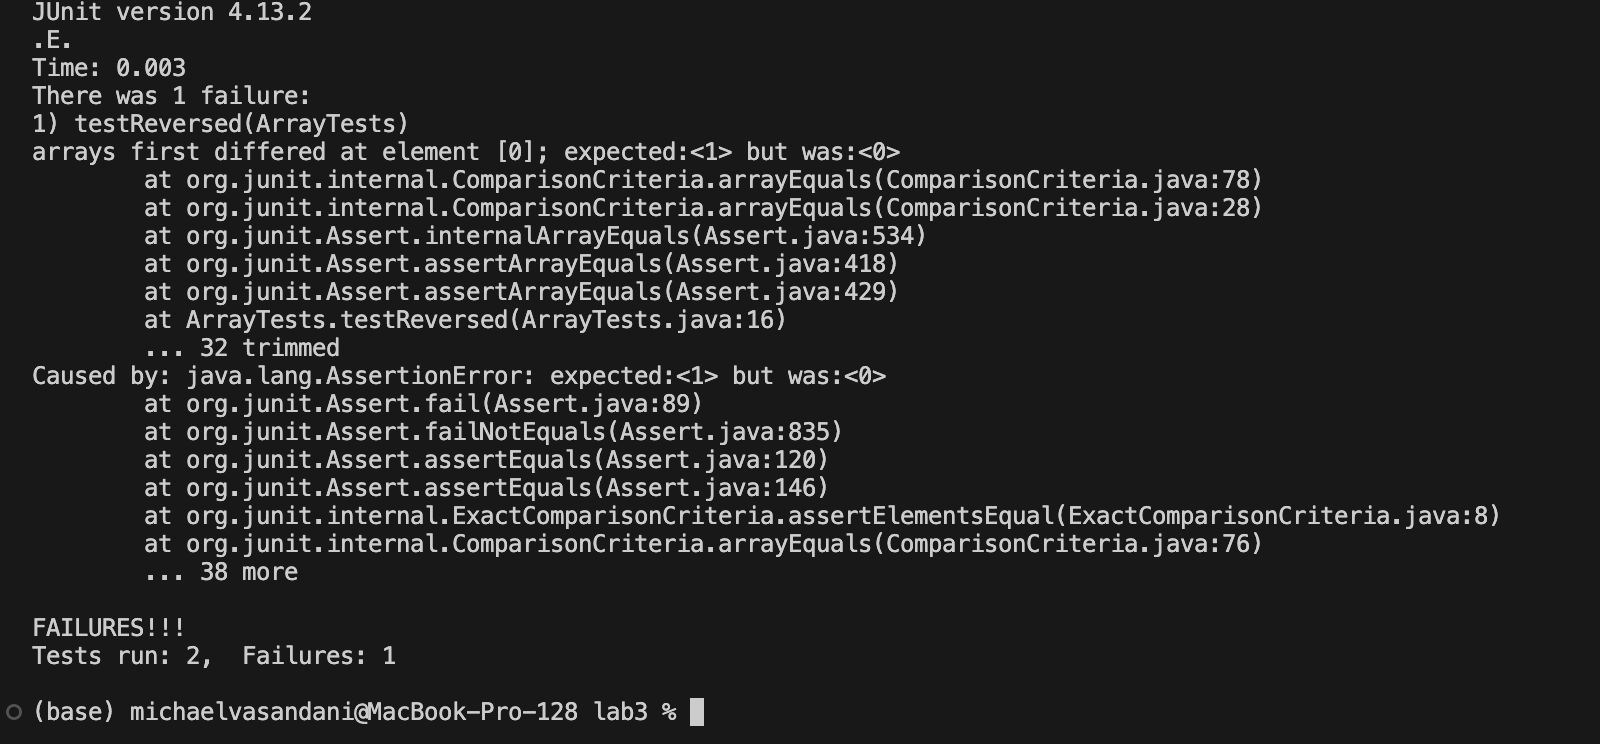 JUnit version 4.13.2
.E.
Time: 0.003
There was 1 failure:
1) testReversed(ArrayTests)
arrays first differed at element [0]; expected:<1> but was:<0>
        at org.junit.internal.ComparisonCriteria.arrayEquals(ComparisonCriteria.java:78)
        at org.junit.internal.ComparisonCriteria.arrayEquals(ComparisonCriteria.java:28)
        at org.junit.Assert.internalArrayEquals(Assert.java:534)
        at org.junit.Assert.assertArrayEquals(Assert.java:418)
        at org.junit.Assert.assertArrayEquals(Assert.java:429)
        at ArrayTests.testReversed(ArrayTests.java:16)
        ... 32 trimmed
Caused by: java.lang.AssertionError: expected:<1> but was:<0>
        at org.junit.Assert.fail(Assert.java:89)
        at org.junit.Assert.failNotEquals(Assert.java:835)
        at org.junit.Assert.assertEquals(Assert.java:120)
        at org.junit.Assert.assertEquals(Assert.java:146)
        at org.junit.internal.ExactComparisonCriteria.assertElementsEqual(ExactComparisonCriteria.java:8)
        at org.junit.internal.ComparisonCriteria.arrayEquals(ComparisonCriteria.java:76)
        ... 38 more

FAILURES!!!
Tests run: 2,  Failures: 1

(base) michaelvasandani@MacBook-Pro-128 lab3 %